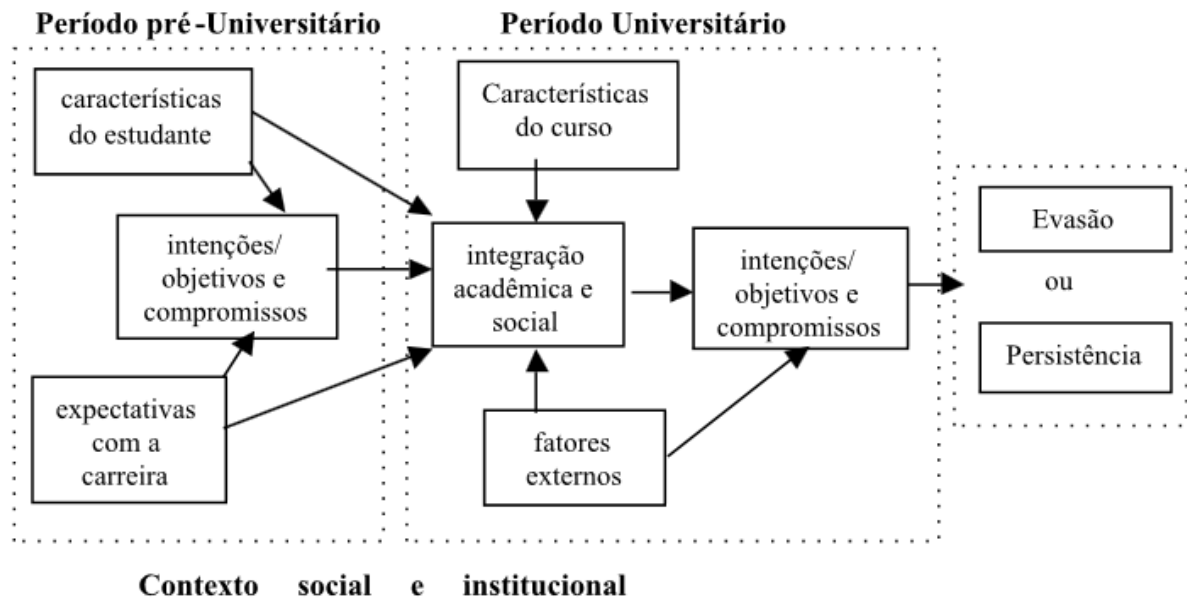 Período pré-Universitário
Período Universitário
características
do estudante
Características
do curso
intenções/
objetivos e
compromissos
integração
acadêmica e
social
intenções/
objetivos e
compromissos
Evasão
ou
Persistência
expectativas
com a
carreira
fatores
externos
Contexto social e institucional